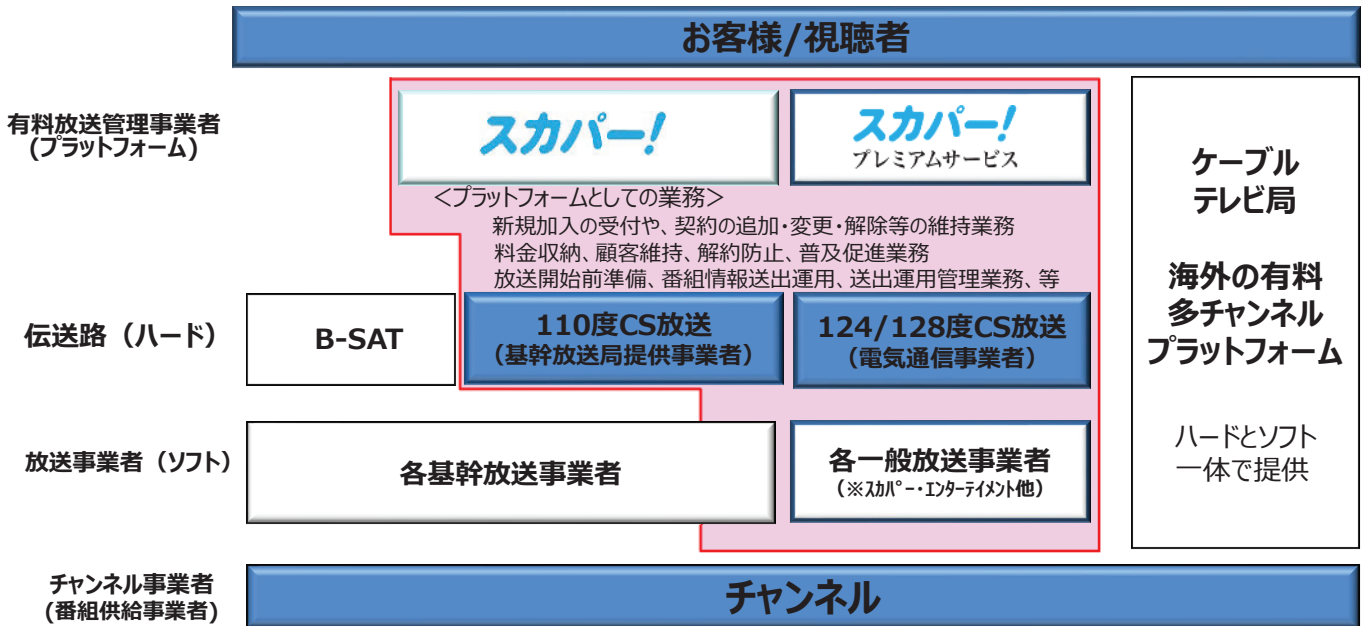 お客様/視聴者
有料放送管理事業者
(プラットフォーム)
スカパー!
スカパー!
プレミアムサービス
＜プラットフォームとしての業務＞
新規加入の受付や、契約の追加・変更・解除等の維持業務
料金収納、顧客維持、解約防止、普及促進業務
放送開始前準備、番組情報送出運用、送出運用管理業務、等
ケーブル
テレビ局
海外の有料
多チャンネル
プラットフォーム
ハードとソフト
一体で提供
伝送路（ハード）
B-SAT
110度CS放送
（基幹放送局提供事業者）
124/128度CS放送
（電気通信事業者）
放送事業者（ソフト）
各基幹放送事業者
各一般放送事業者
（※ｽｶﾊﾟｰ・ｴﾝﾀｰﾃｲﾒﾝﾄ他）
チャンネル事業者
(番組供給事業者)
チャンネル